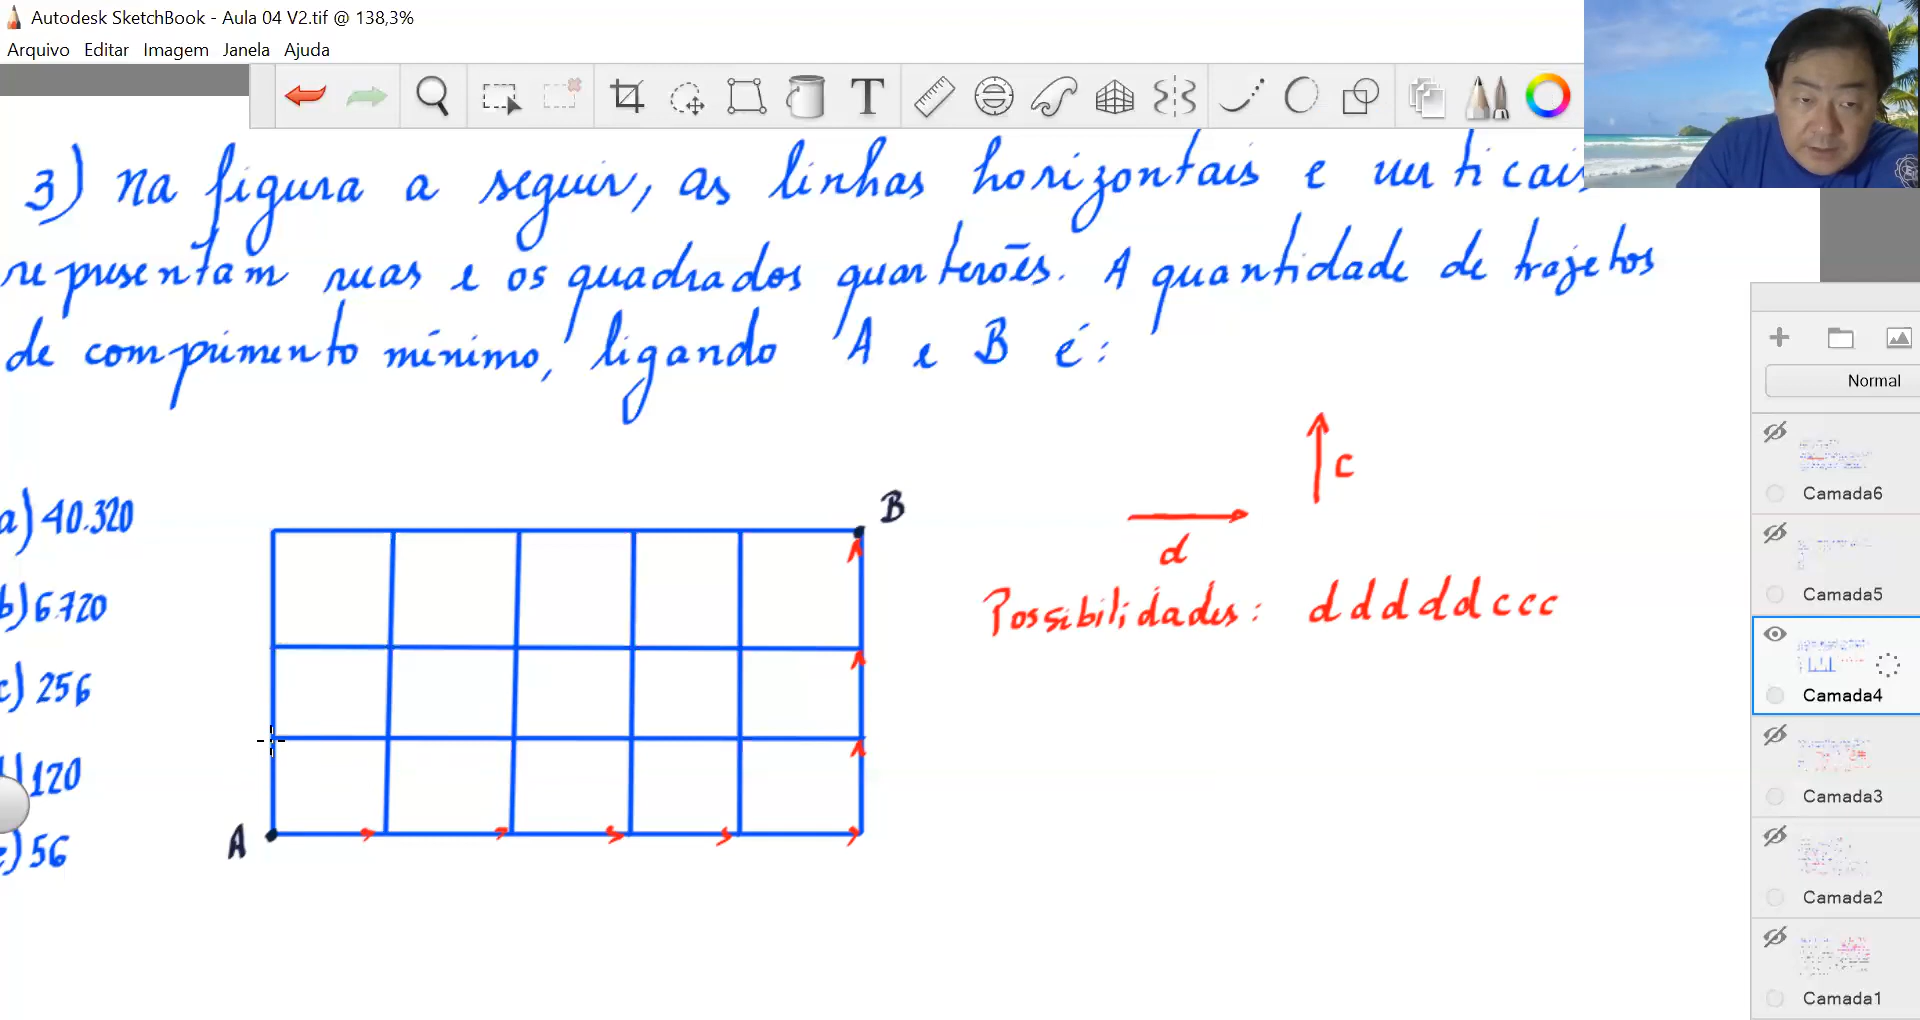 Autodesk SketchBook - Aula 04 V2.tif @ 138,3%
Arquivo Editar Imagem Janela Ajuda
3) Na figura a seguir, as linhas horizontais e verticais
representam ruas e os quadrados quarteirões. A quantidade de trajetos
de comprimento mínimo, ligando A e B é:
a) 40.320
b) 6.720
c) 256
d) 120
e) 56
A
B
c
d
Possibilidades: d d d d d c c c
Normal
Camada6
Camada5
Camada4
Camada3
Camada2
Camada1